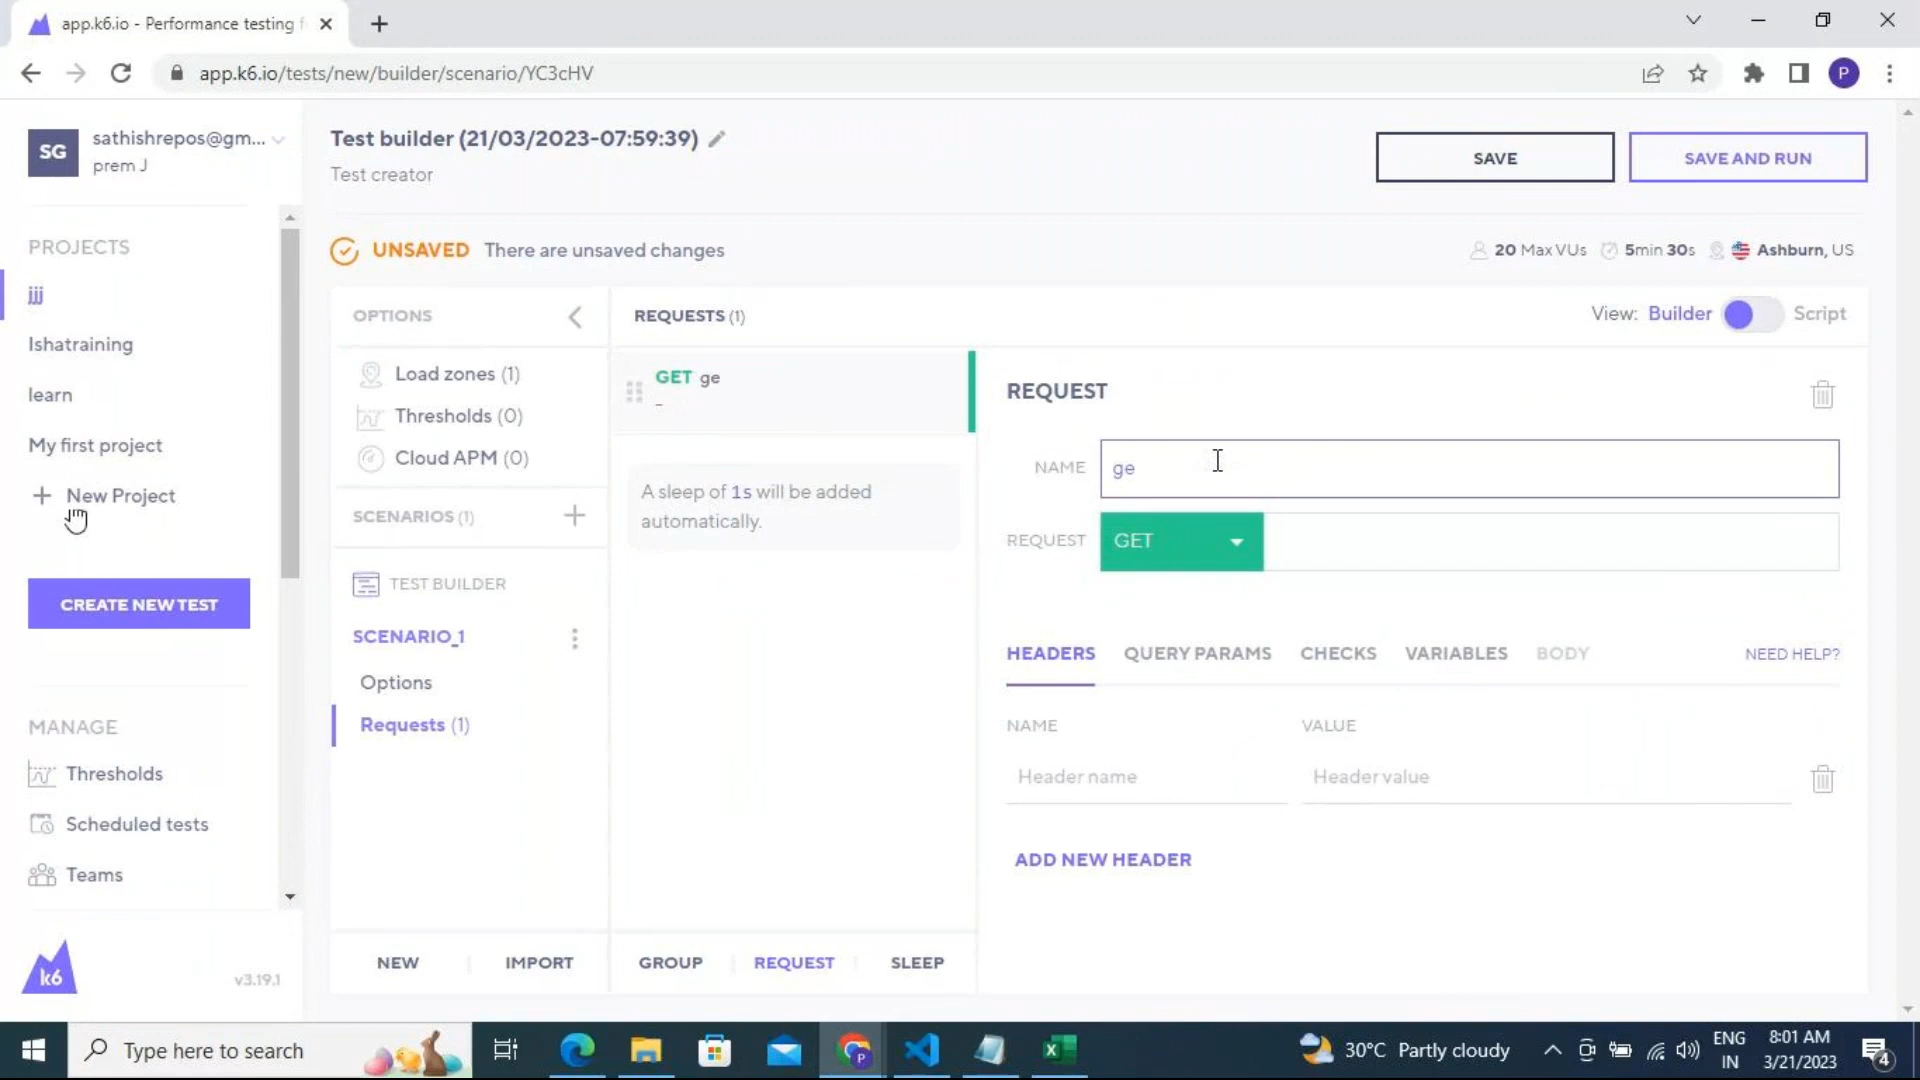 app.k6.io - Performance testing f
app.k6.io/tests/new/builder/scenario/YC3cHV
P
SG
sathishrepos@gm...
prem J
PROJECTS
jjj
Ishatraining
learn
My first project
New Project
CREATE NEW TEST
MANAGE
Thresholds
Scheduled tests
Teams
k6
v3.19.1
Test builder (21/03/2023-07:59:39)
Test creator
SAVE
SAVE AND RUN
UNSAVED There are unsaved changes
20 Max VUs
5min 30s
Ashburn, US
OPTIONS
Load zones (1)
Thresholds (0)
Cloud APM (0)
SCENARIOS (1)
TEST BUILDER
SCENARIO_1
Options
Requests (1)
NEW
IMPORT
REQUESTS (1)
GET ge
–
A sleep of 1s will be added
automatically.
GROUP
REQUEST
SLEEP
View: Builder Script
REQUEST
NAME ge
REQUEST GET
HEADERS QUERY PARAMS CHECKS VARIABLES BODY NEED HELP?
NAME VALUE
Header name Header value
ADD NEW HEADER
Type here to search
P
30°C Partly cloudy
ENG
IN
8:01 AM
3/21/2023
4